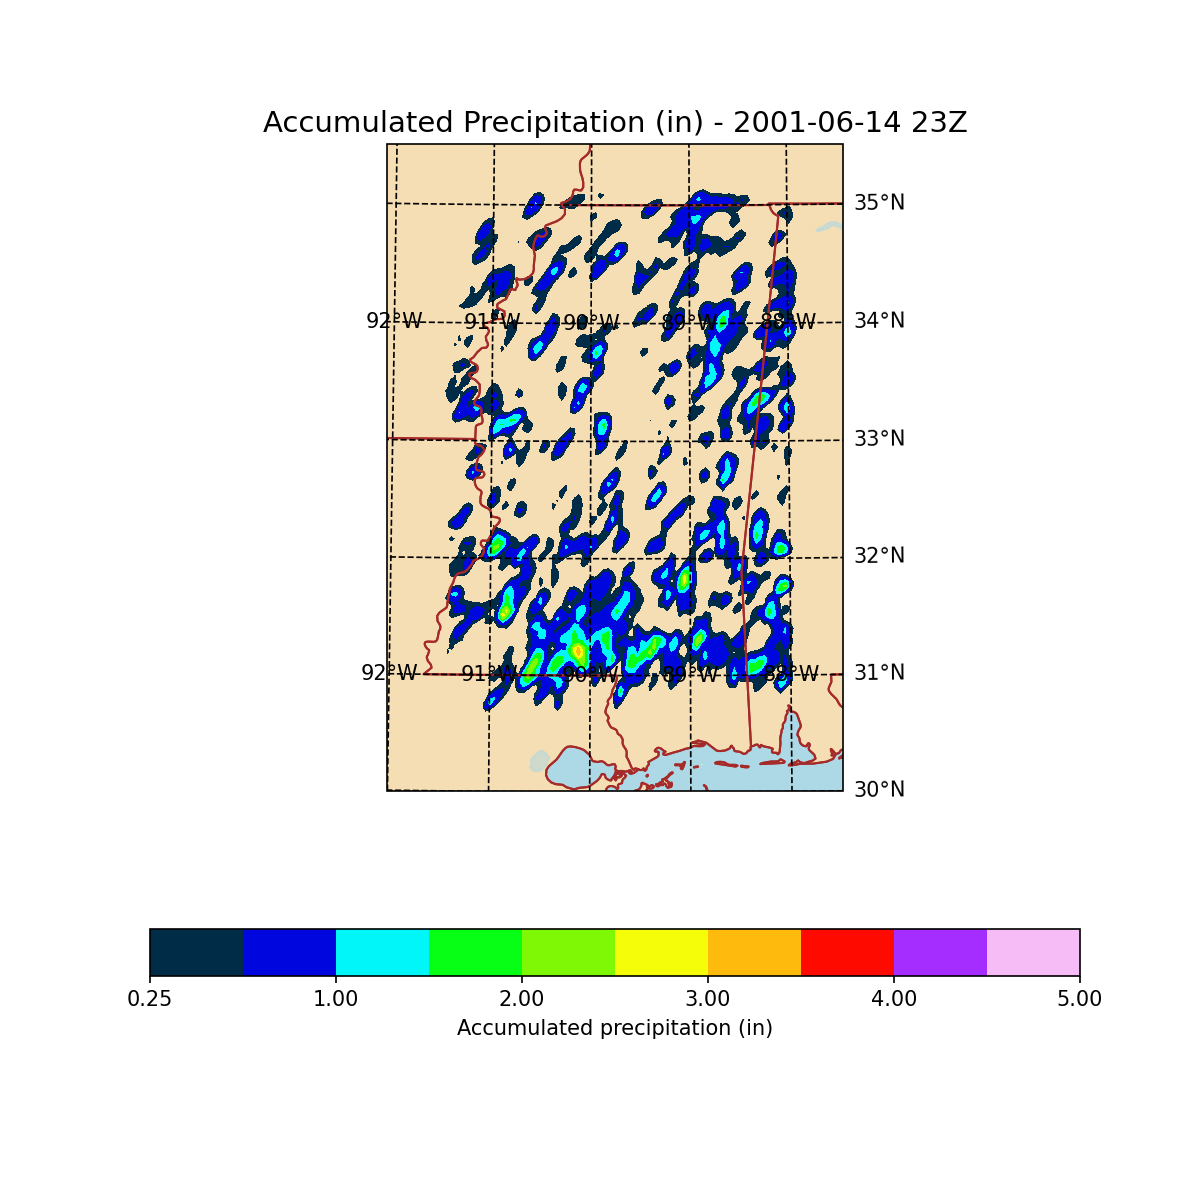 Accumulated Precipitation (in) - 2001-06-14 23Z
35°N
92°W 91°W 90°W 89°W 88°W 34°N
33°N
32°N
92°W 91°W 90°W 89°W 88°W 31°N
30°N
0.25 1.00 2.00 3.00 4.00 5.00
Accumulated precipitation (in)